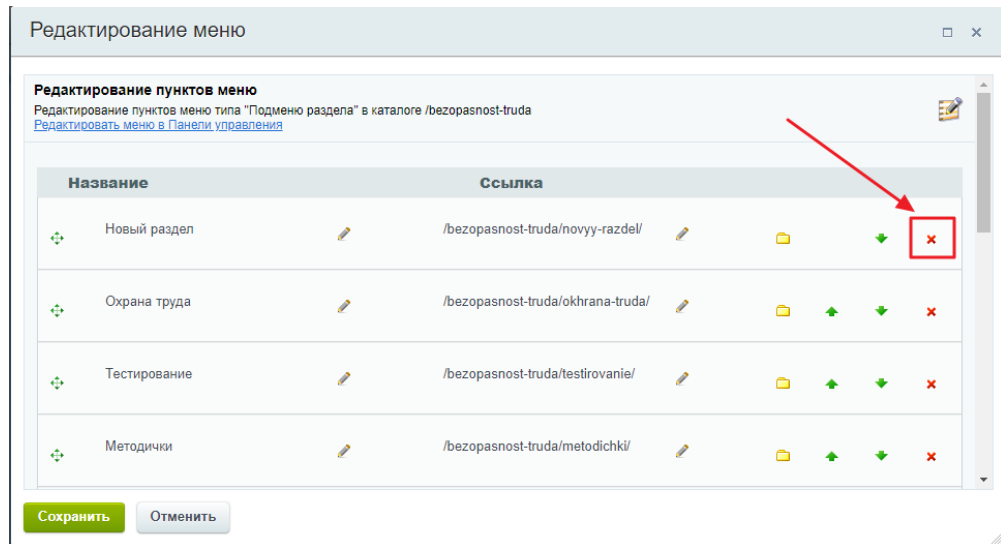 Редактирование меню
Редактирование пунктов меню
Редактирование пунктов меню типа "Подменю раздела" в каталоге /bezopasnost-truda
Редактировать меню в Панели управления
Название Ссылка
Новый раздел /bezopasnost-truda/novyy-razdel/
Охрана труда /bezopasnost-truda/okhrana-truda/
Тестирование /bezopasnost-truda/testirovanie/
Методички /bezopasnost-truda/metodichki/
Сохранить Отменить